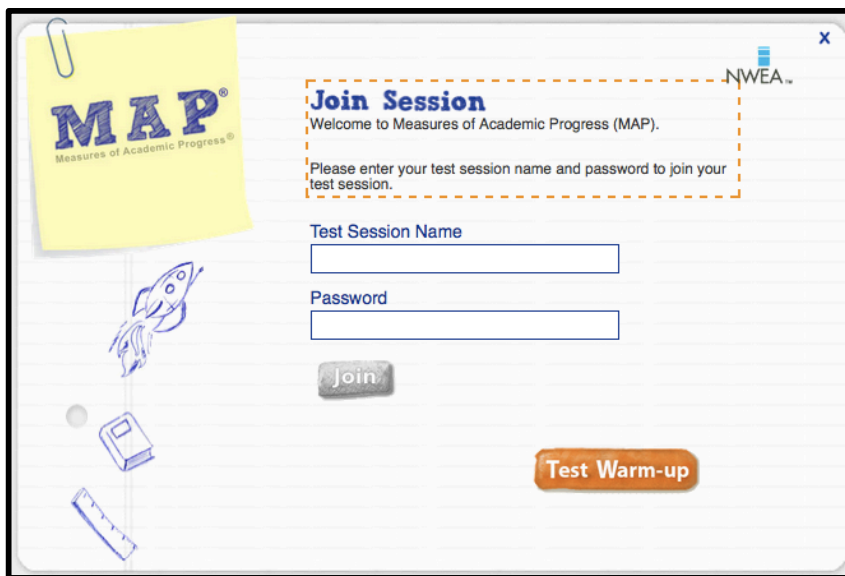 X
NWEA™
MAP®
Measures of Academic Progress®
Join Session
Welcome to Measures of Academic Progress (MAP).
Please enter your test session name and password to join your
test session.
Test Session Name
Password
Join
Test Warm-up